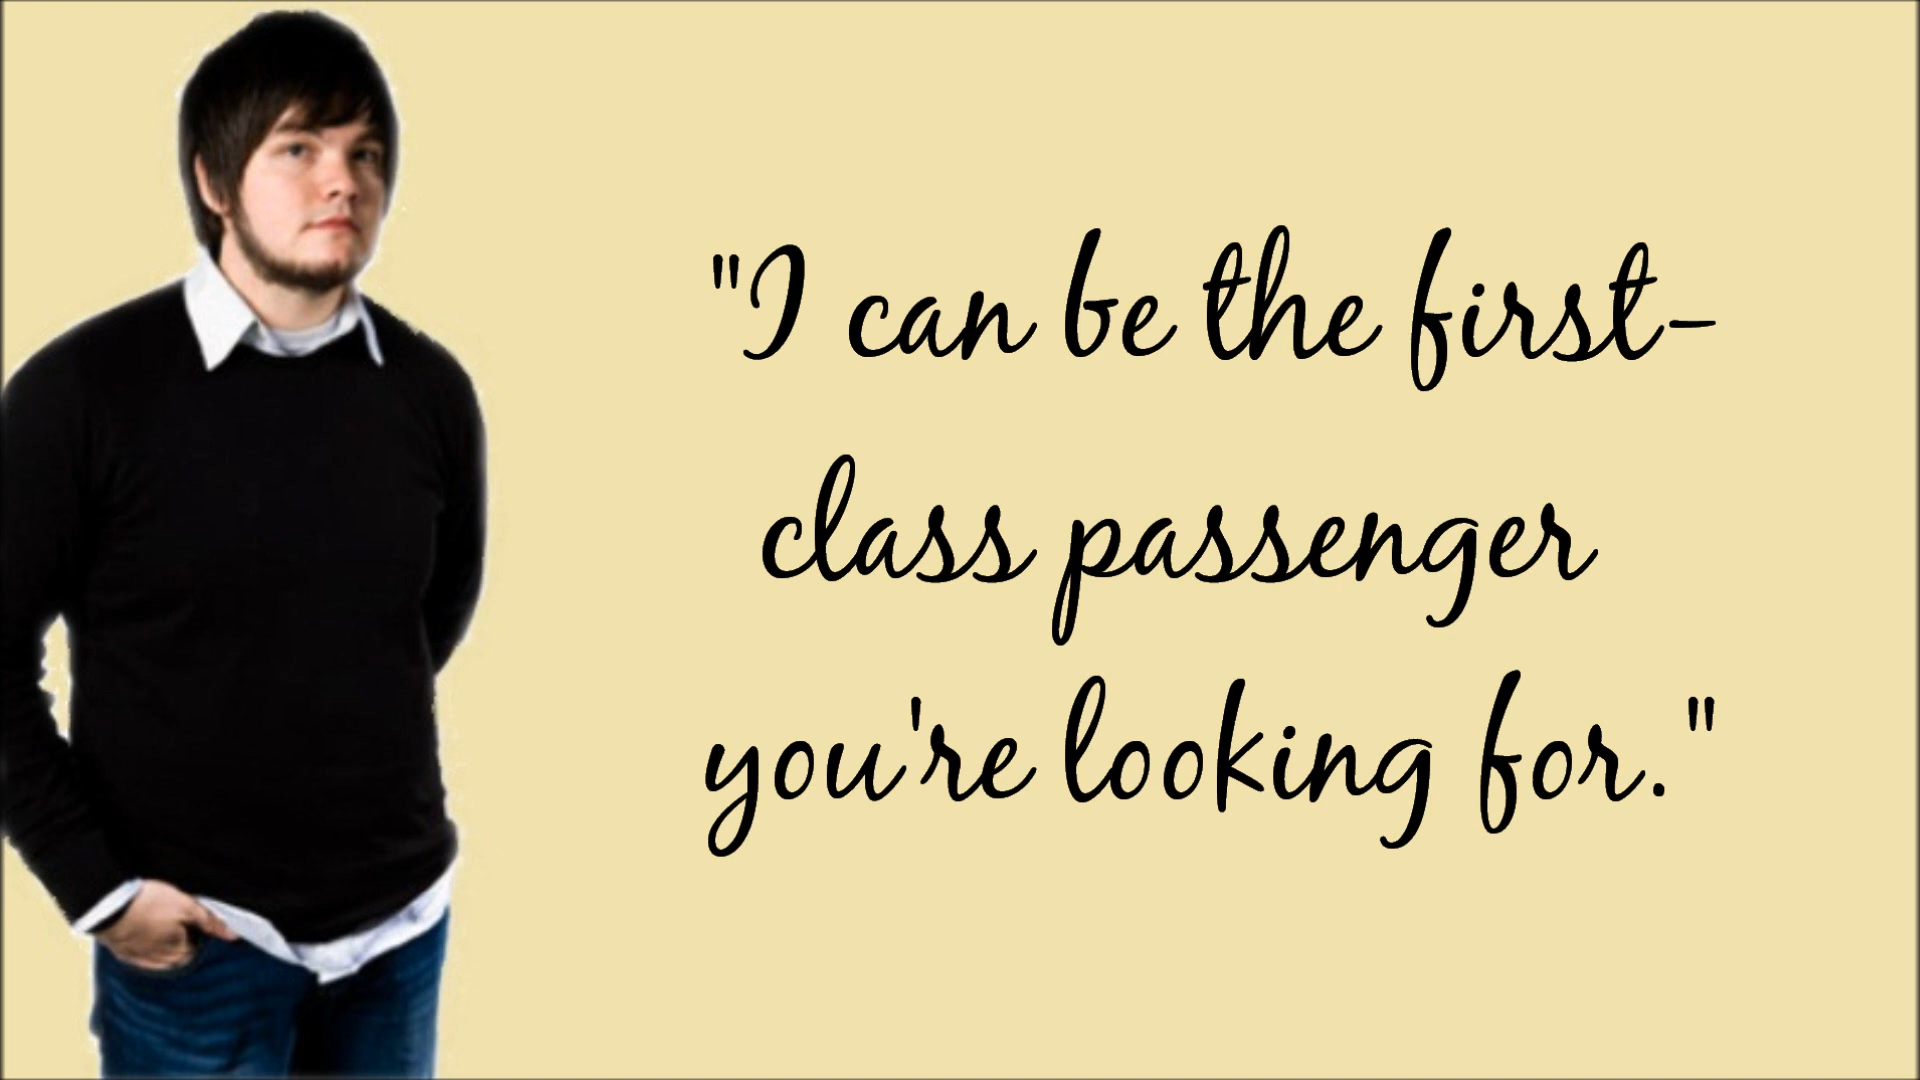 "I can be the first-
class passenger
you're looking for."